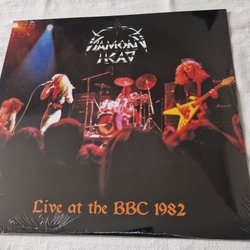 DIAMOND
HEAD
Live at the BBC 1982